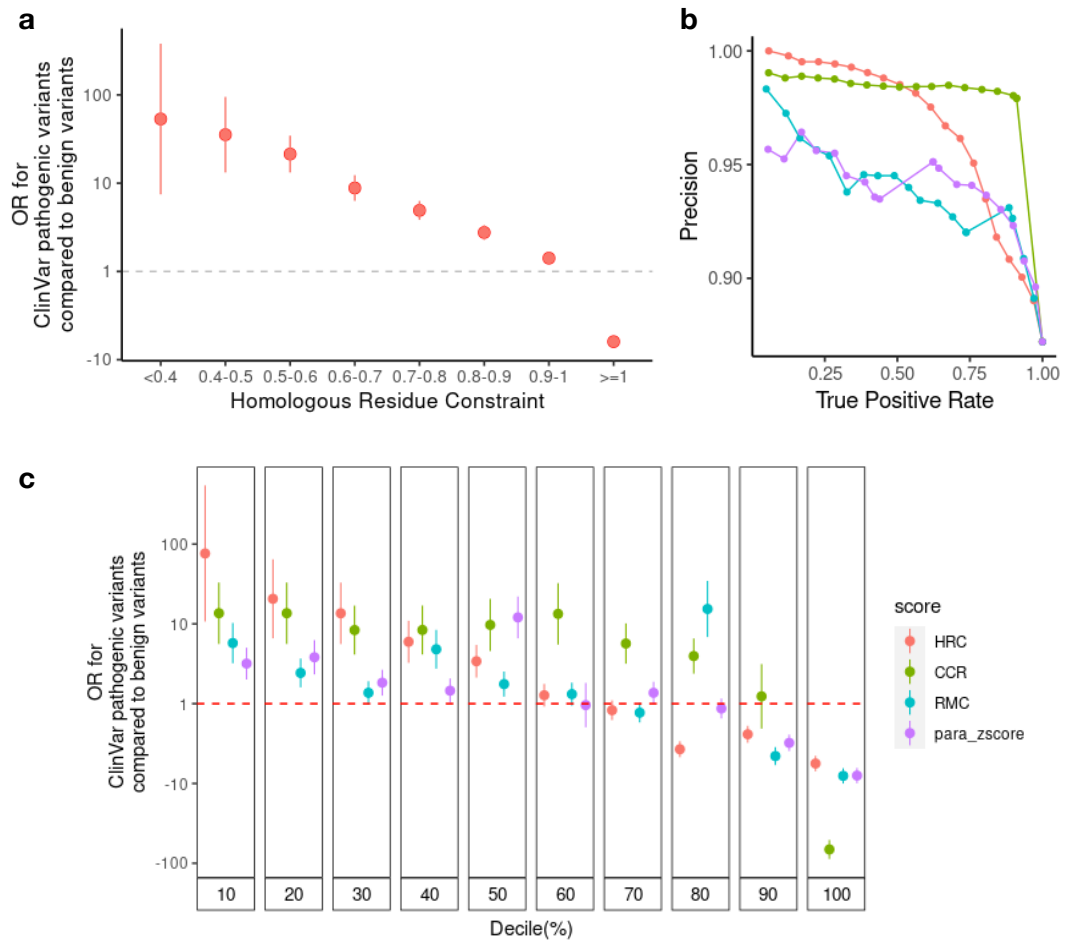 a
OR for
ClinVar pathogenic variants
compared to benign variants
100
10
1
-10
<0.4 0.4-0.5 0.5-0.6 0.6-0.7 0.7-0.8 0.8-0.9 0.9-1 >=1
Homologous Residue Constraint
b
Precision
1.00
0.95
0.90
0.25 0.50 0.75 1.00
True Positive Rate
c
OR for
ClinVar pathogenic variants
compared to benign variants
100
10
1
-10
-100
10 20 30 40 50 60 70 80 90 100
Decile(%)
score
HRC
CCR
RMC
para_zscore